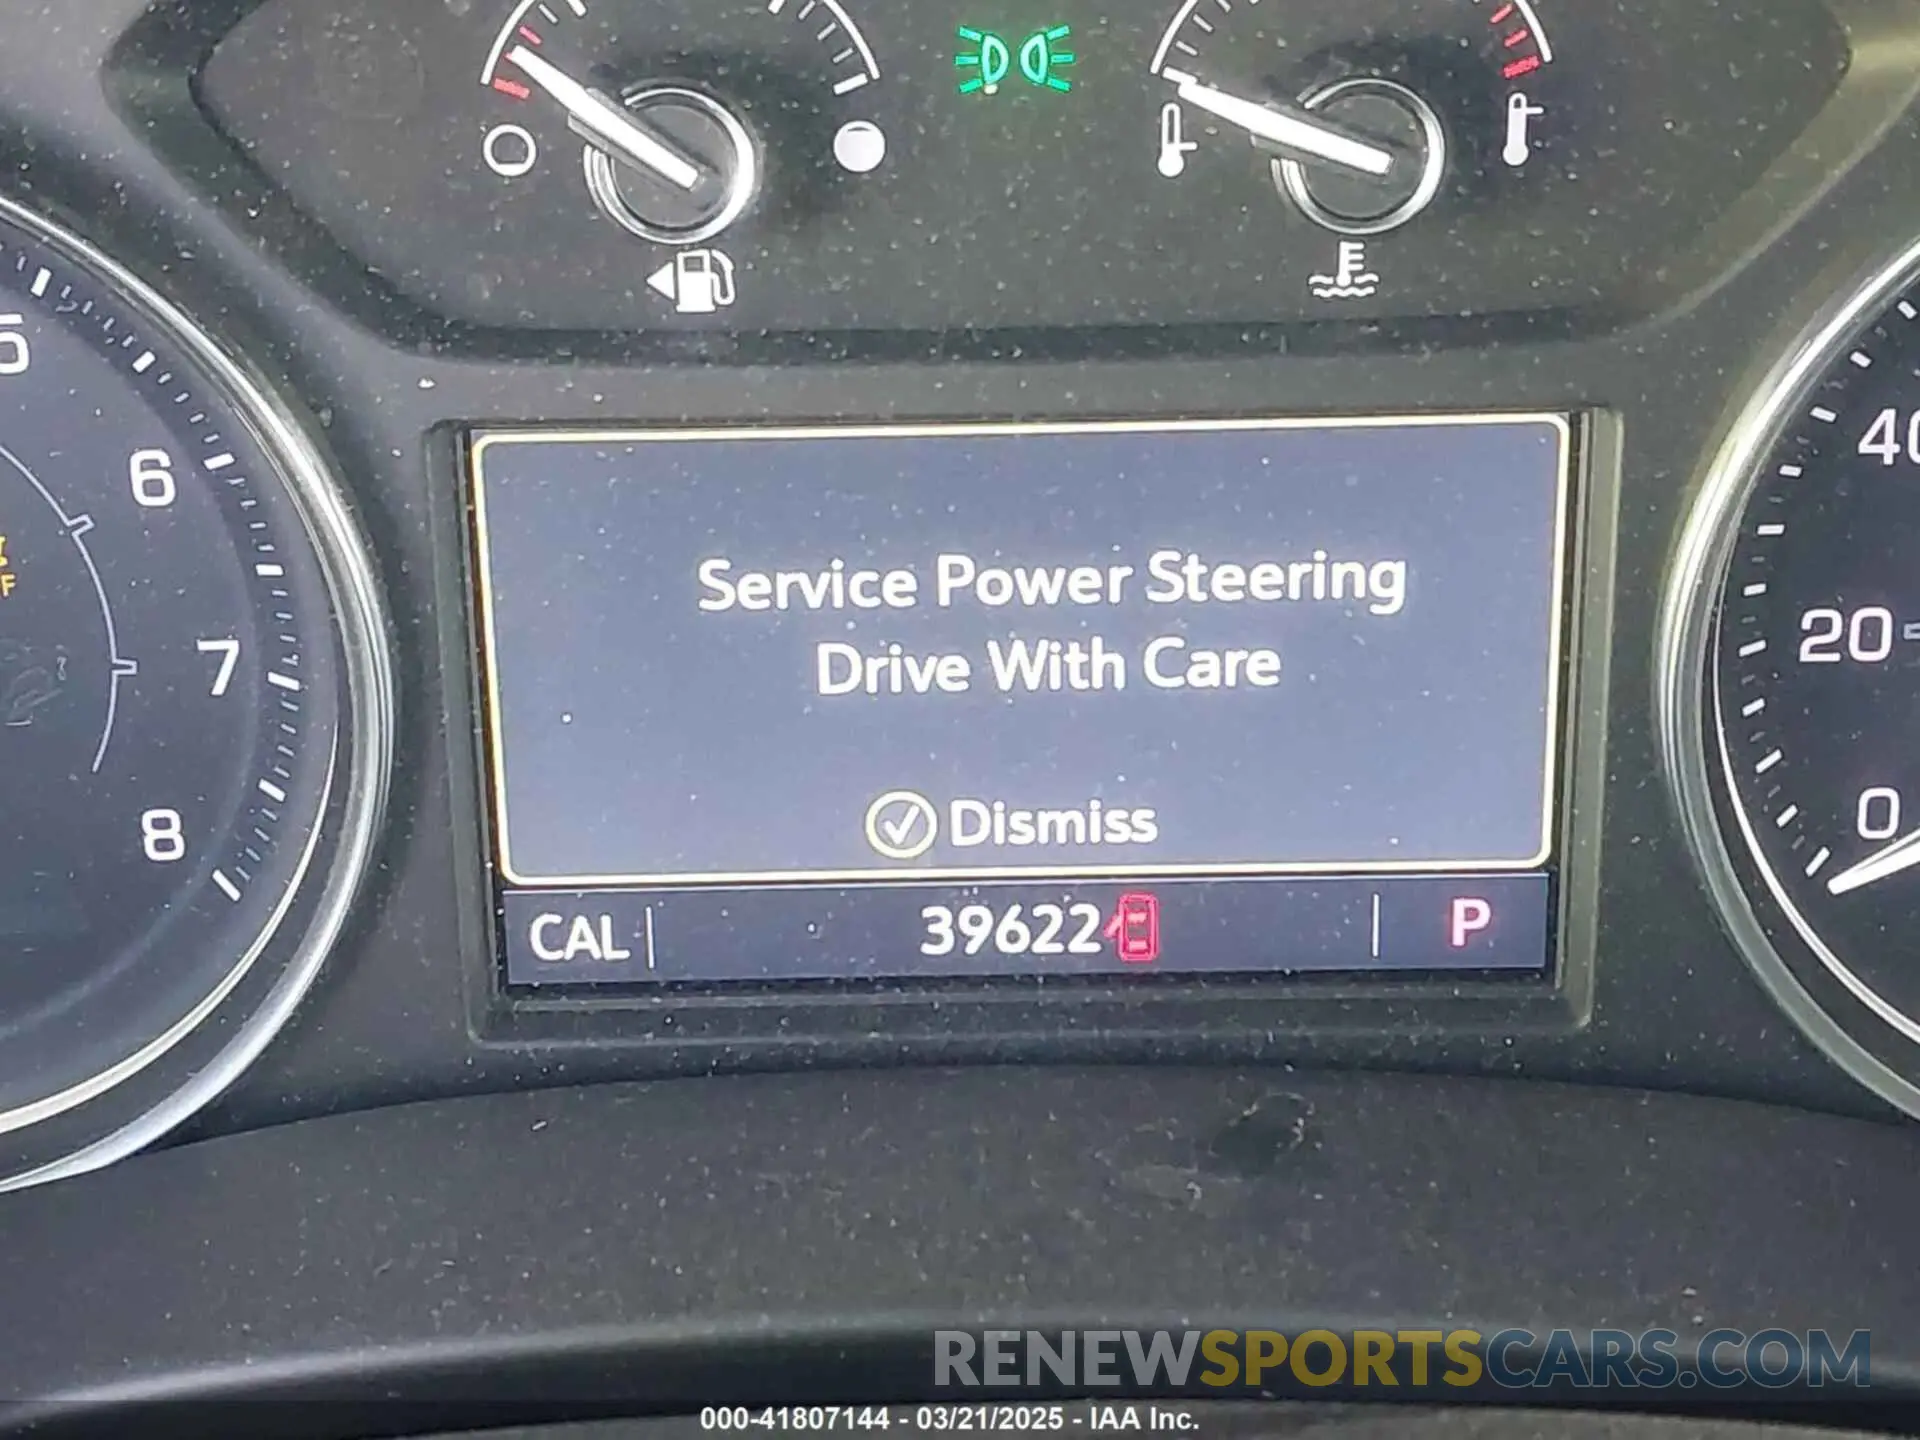 5
6
7
8
F
40
20
0
Service Power Steering
Drive With Care
Dismiss
CAL 39622 P
RENEWSPORTSCARS.COM
000-41807144 - 03/21/2025 - IAA Inc.